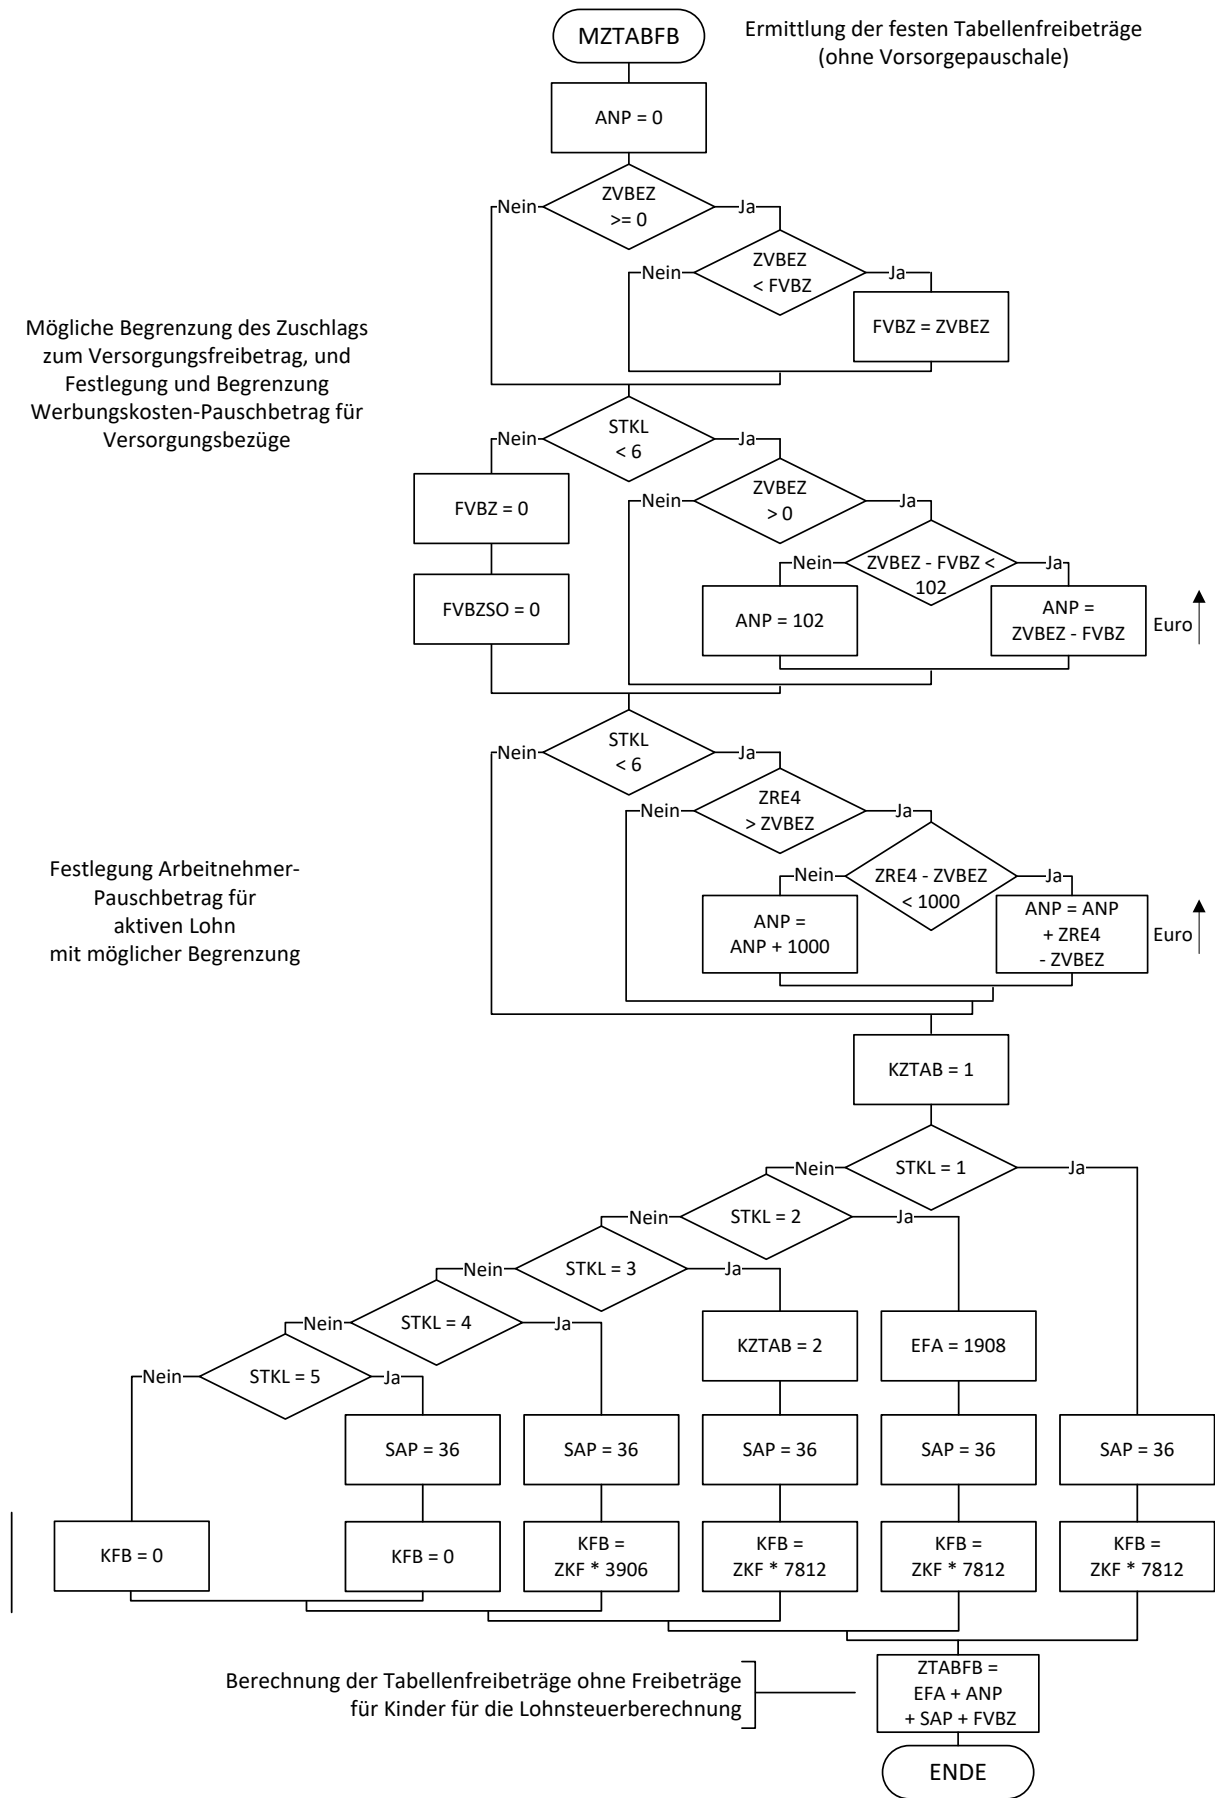 MZTABFB
Ermittlung der festen Tabellenfreibeträge
(ohne Vorsorgepauschale)
ANP = 0
ZVBEZ
>= 0
Nein
Ja
ZVBEZ
< FVBZ
Nein
Ja
FVBZ = ZVBEZ
Mögliche Begrenzung des Zuschlags
zum Versorgungsfreibetrag, und
Festlegung und Begrenzung
Werbungskosten-Pauschbetrag für
Versorgungsbezüge
STKL
< 6
Nein
Ja
FVBZ = 0
FVBZSO = 0
ZVBEZ
> 0
Nein
Ja
ZVBEZ - FVBZ <
102
Nein
Ja
ANP = 102
ANP =
ZVBEZ - FVBZ
Euro
STKL
< 6
Nein
Ja
ZRE4
> ZVBEZ
Nein
Ja
Festlegung Arbeitnehmer-
Pauschbetrag für
aktiven Lohn
mit möglicher Begrenzung
ZRE4 - ZVBEZ
< 1000
Nein
Ja
ANP =
ANP + 1000
ANP = ANP
+ ZRE4
- ZVBEZ
Euro
KZTAB = 1
STKL = 1
Nein
Ja
STKL = 2
Nein
Ja
STKL = 3
Nein
Ja
STKL = 4
Nein
Ja
STKL = 5
Nein
Ja
KZTAB = 2
EFA = 1908
SAP = 36
SAP = 36
SAP = 36
SAP = 36
SAP = 36
KFB = 0
KFB = 0
KFB =
ZKF * 3906
KFB =
ZKF * 7812
KFB =
ZKF * 7812
KFB =
ZKF * 7812
Berechnung der Tabellenfreibeträge ohne Freibeträge
für Kinder für die Lohnsteuerberechnung
ZTABFB =
EFA + ANP
+ SAP + FVBZ
ENDE